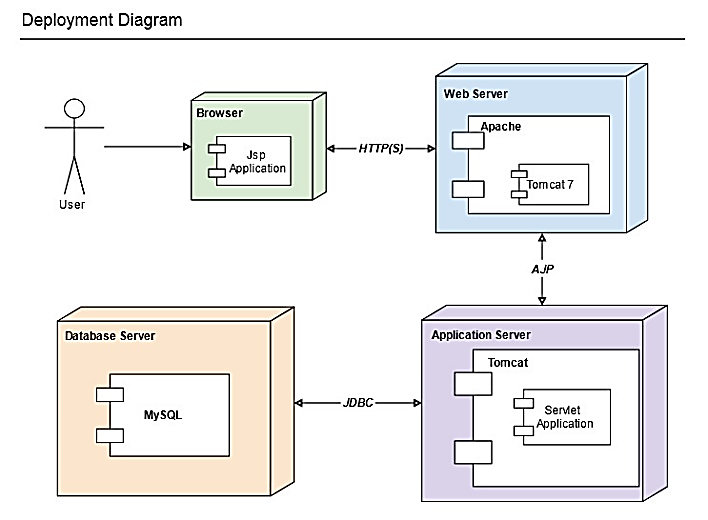 Deployment Diagram
Browser
Jsp
Application
HTTP(S)
Web Server
Apache
Tomcat 7
User
AJP
Database Server
MySQL
JDBC
Application Server
Tomcat
Servlet
Application